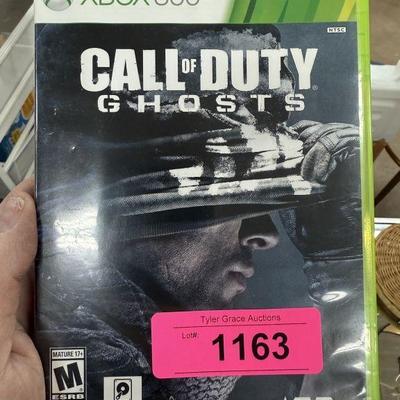 XBOX 360
NTSC
CALL OF DUTY
GHOSTS
Tyler Grace Auctions
Lot#:
1163
MATURE 17+
M
ESRB